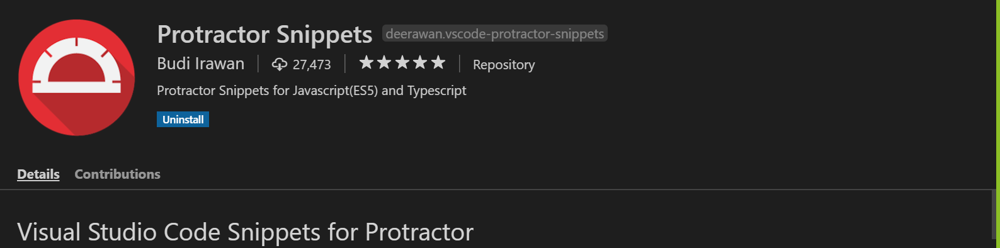 Protractor Snippets deerawan.vscode-protractor-snippets
Budi Irawan 27,473 Repository
Protractor Snippets for Javascript(ES5) and Typescript
Uninstall
Details Contributions
Visual Studio Code Snippets for Protractor